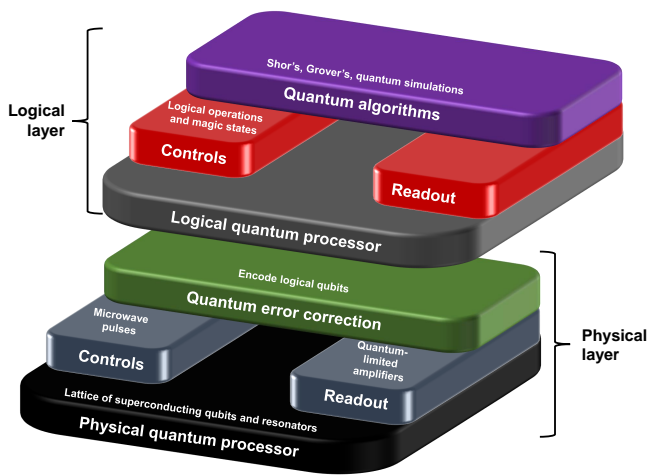 Shor's, Grover's, quantum simulations
Quantum algorithms
Logical
layer
Logical operations
and magic states
Controls
Readout
Logical quantum processor
Encode logical qubits
Quantum error correction
Microwave
pulses
Controls
Quantum-
limited
amplifiers
Readout
Physical
layer
Lattice of superconducting qubits and resonators
Physical quantum processor